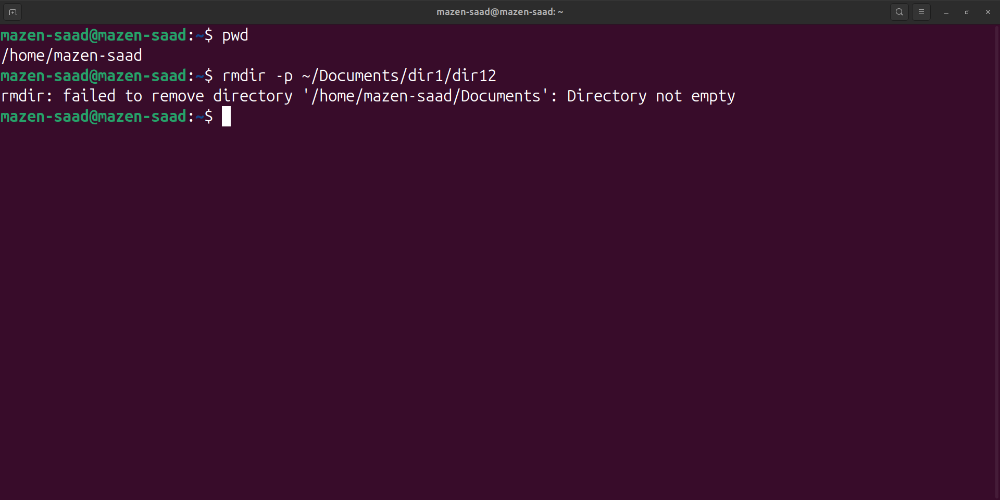 mazen-saad@mazen-saad: ~
mazen-saad@mazen-saad:~$ pwd
/home/mazen-saad
mazen-saad@mazen-saad:~$ rmdir -p ~/Documents/dir1/dir12
rmdir: failed to remove directory '/home/mazen-saad/Documents': Directory not empty
mazen-saad@mazen-saad:~$